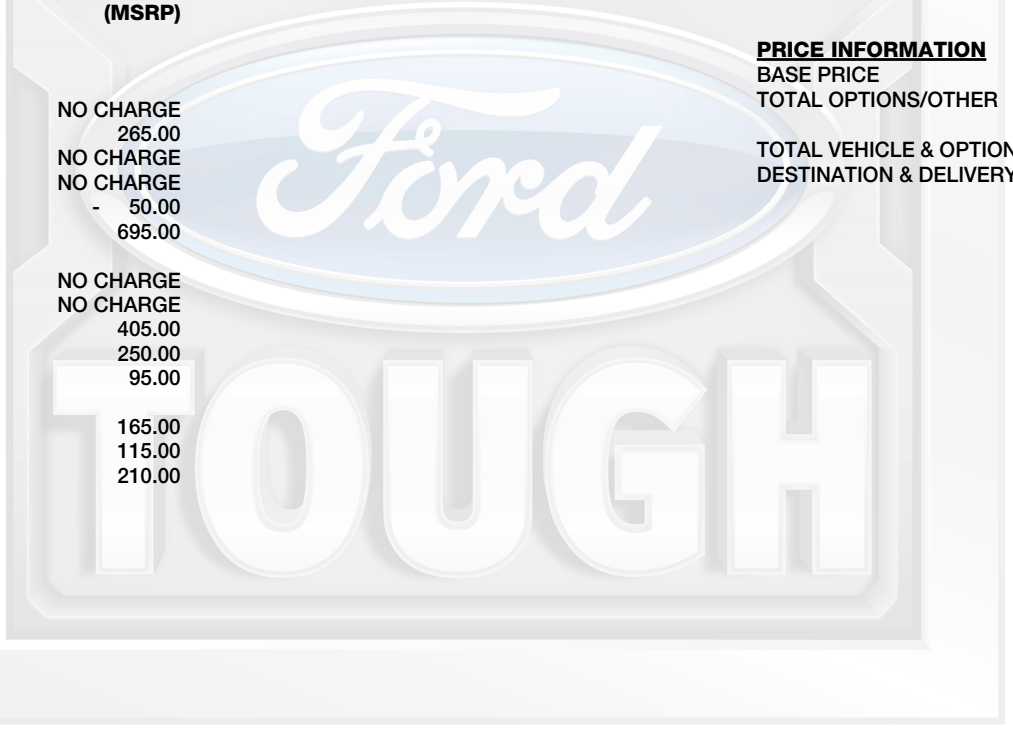 (MSRP)
NO CHARGE
265.00
NO CHARGE
NO CHARGE
- 50.00
695.00
NO CHARGE
NO CHARGE
405.00
250.00
95.00
165.00
115.00
210.00
PRICE INFORMATION
BASE PRICE
TOTAL OPTIONS/OTHER
TOTAL VEHICLE & OPTION
DESTINATION & DELIVERY
Ford
TOUGH